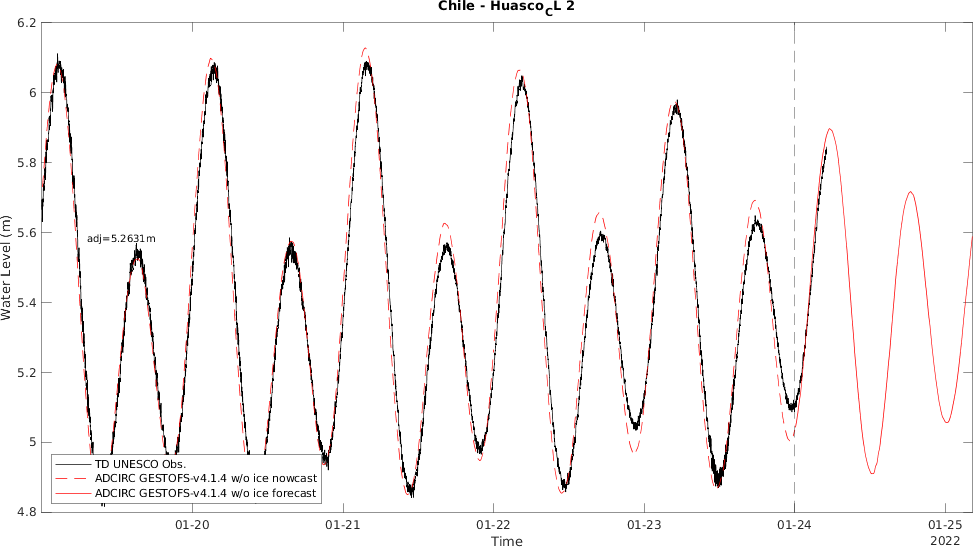 Chile - Huasco_CL 2
6.2
6
5.8
5.6
5.4
5.2
5
4.8
Water Level (m)
adj=5.2631m
TD UNESCO Obs.
ADCIRC GESTOFS-v4.1.4 w/o ice nowcast
ADCIRC GESTOFS-v4.1.4 w/o ice forecast
01-20
01-21
01-22
01-23
01-24
01-25
Time
2022